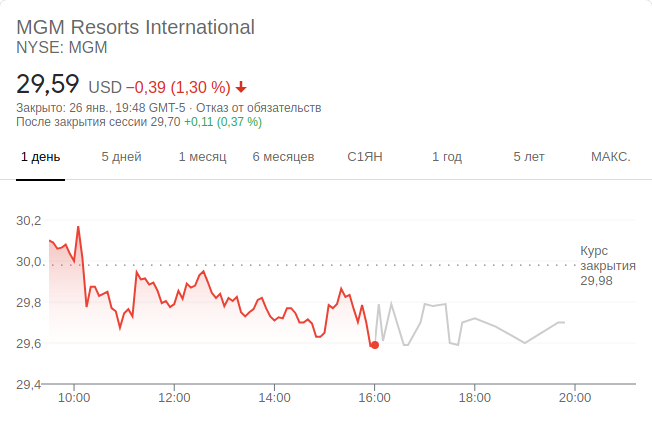 MGM Resorts International
NYSE: MGM
29,59 USD −0,39 (1,30 %)
Закрыто: 26 янв., 19:48 GMT-5 · Отказ от обязательств
После закрытия сессии 29,70 +0,11 (0,37 %)
1 день 5 дней 1 месяц 6 месяцев С1ЯН 1 год 5 лет МАКС.
30,2
30,0
29,8
29,6
29,4
Курс
закрытия
29,98
10:00 12:00 14:00 16:00 18:00 20:00